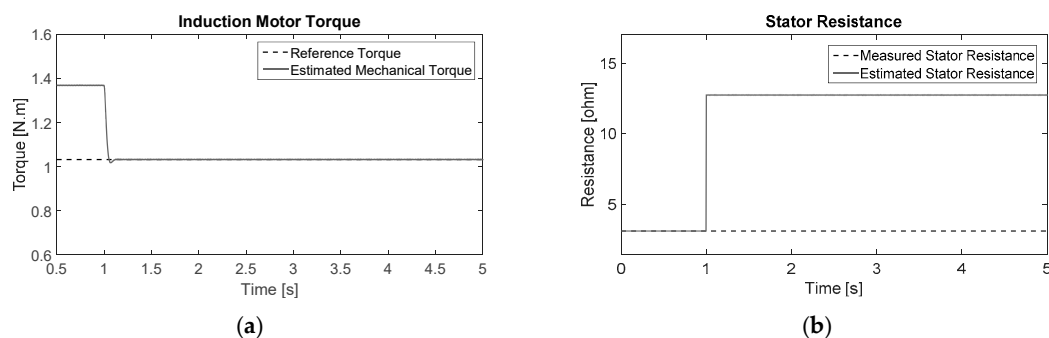 Induction Motor Torque
1.6
1.4
1.2
1
0.8
0.6
Torque [N.m]
Reference Torque
Estimated Mechanical Torque
0.5 1 1.5 2 2.5 3 3.5 4 4.5 5
Time [s]
(a)
Stator Resistance
15
10
5
Resistance [ohm]
Measured Stator Resistance
Estimated Stator Resistance
0 1 2 3 4 5
Time [s]
(b)